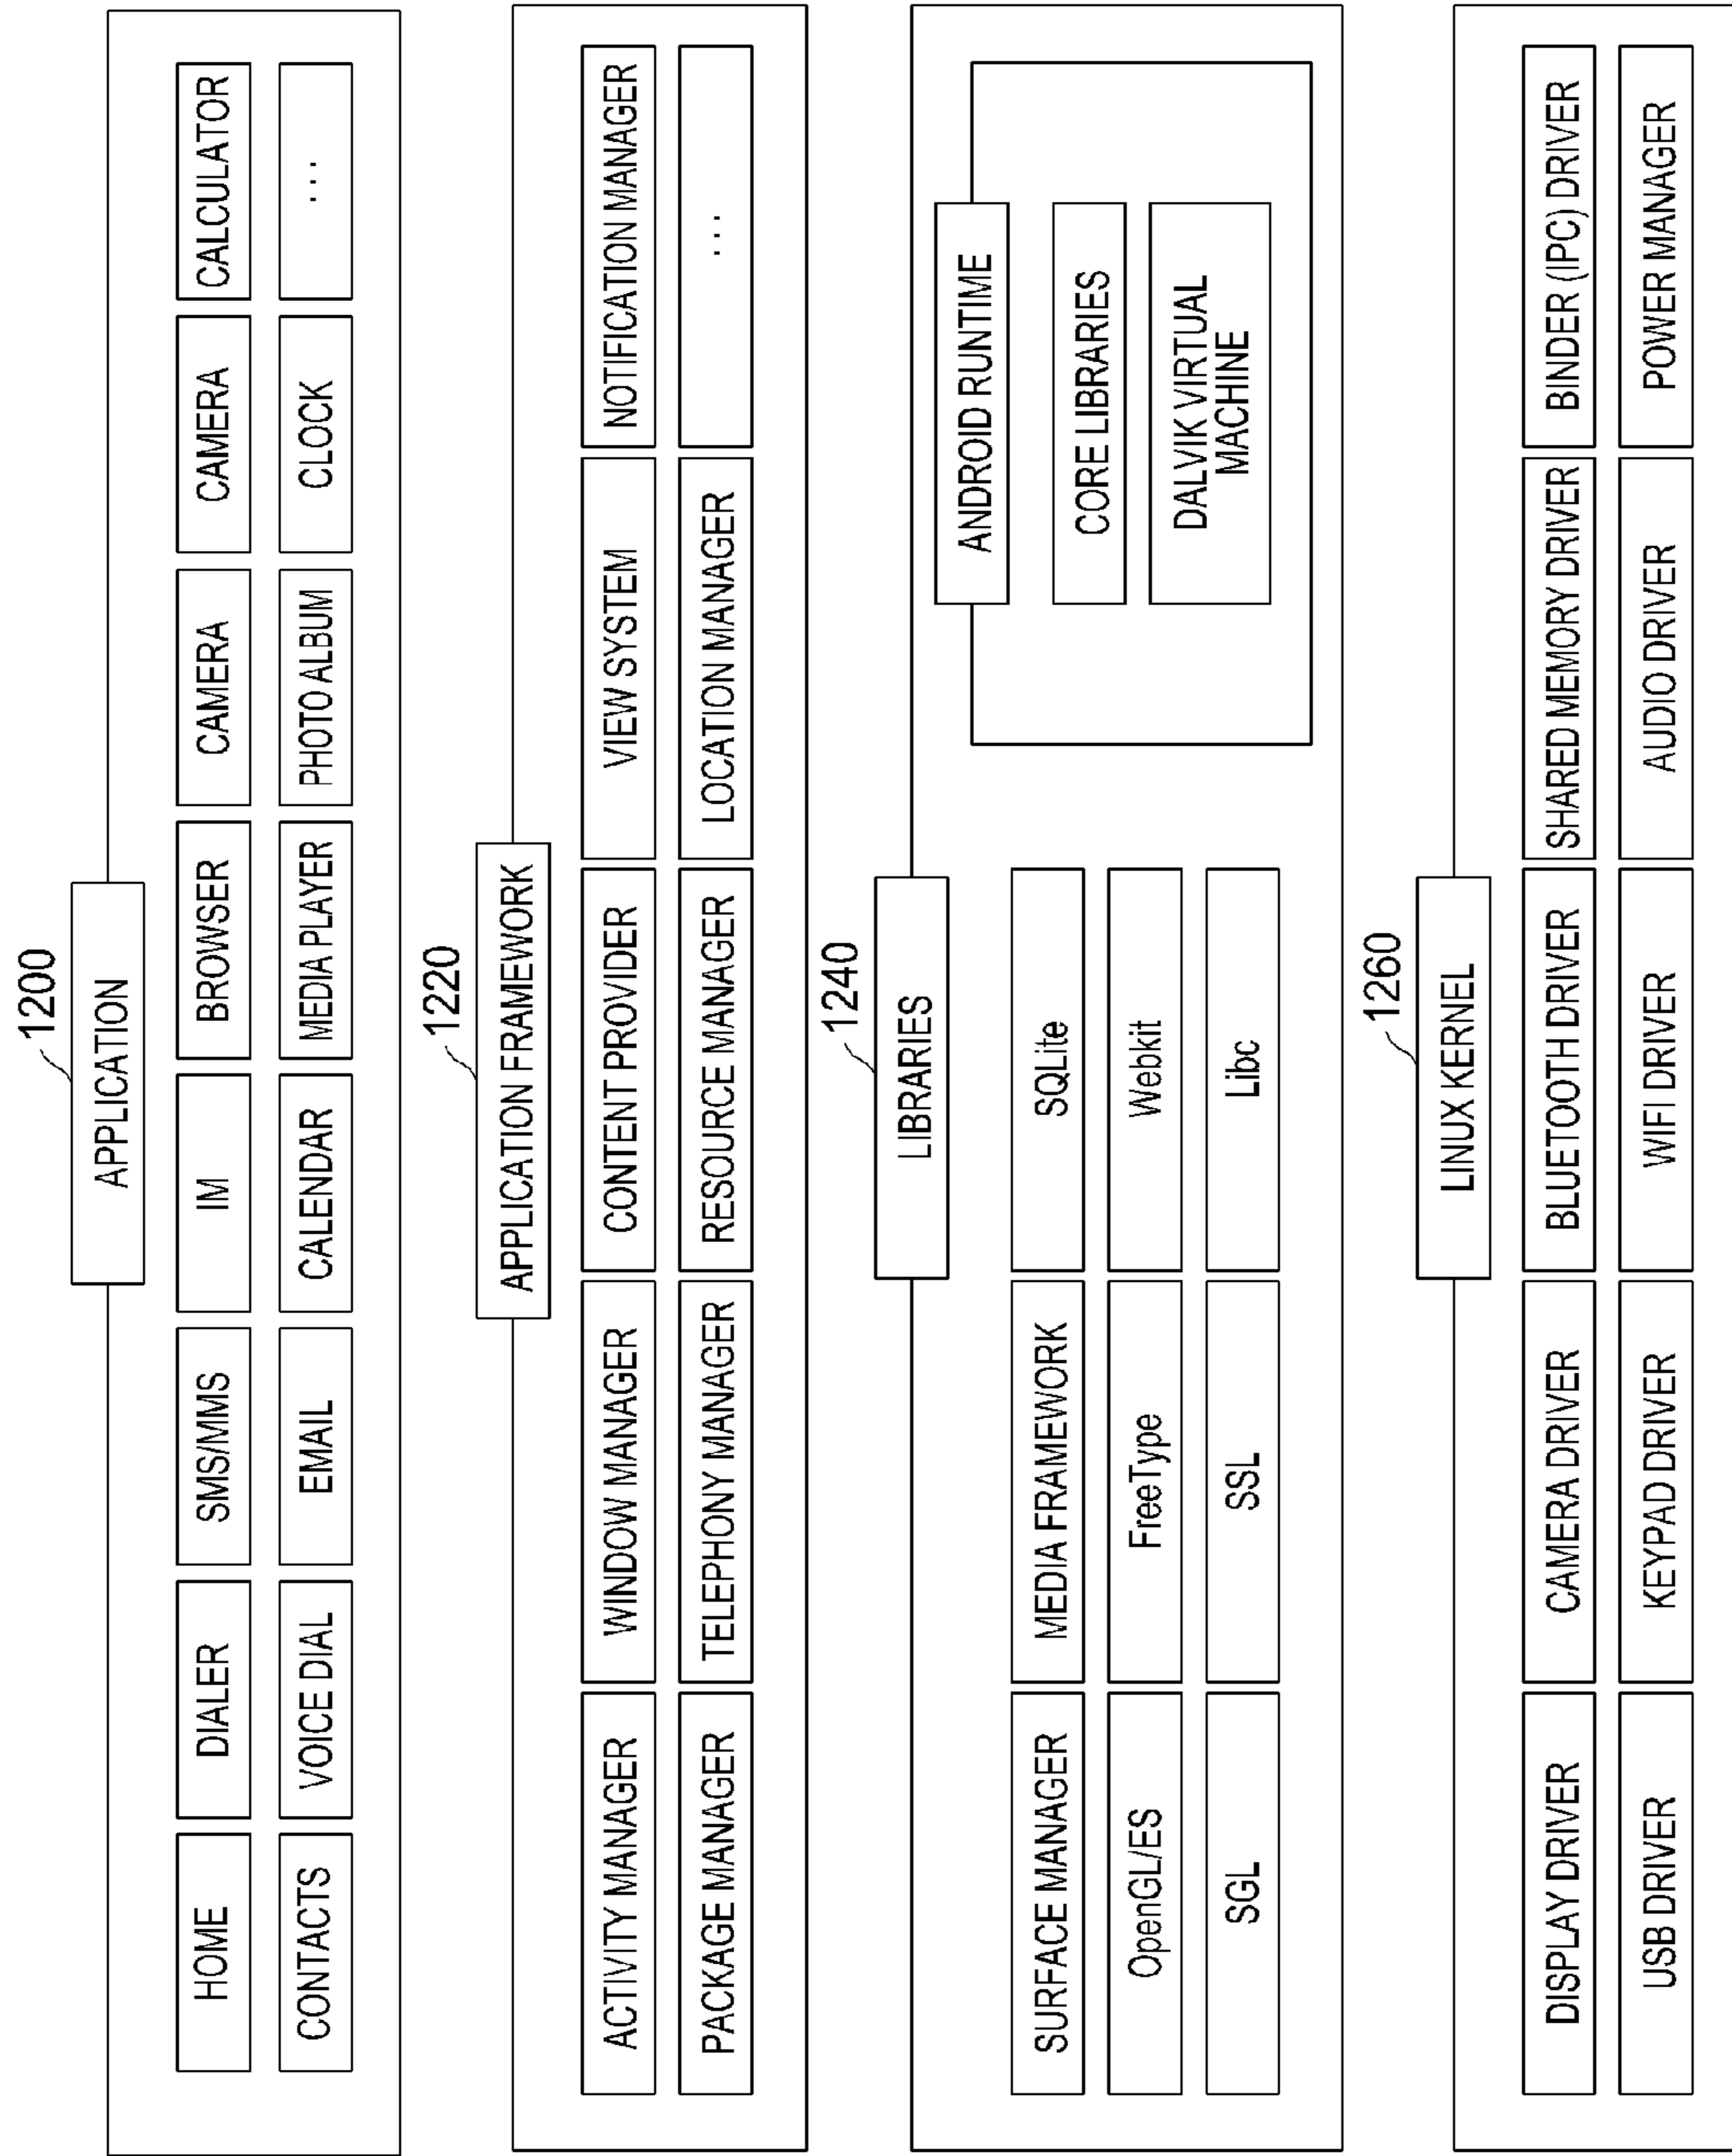 1200
APPLICATION
HOME
DIALER
SMS/MMS
IM
BROWSER
CAMERA
CAMERA
CALCULATOR
CONTACTS
VOICE DIAL
EMAIL
CALENDAR
MEDIA PLAYER
PHOTO ALBUM
CLOCK
...
1220
APPLICATION FRAMEWORK
ACTIVITY MANAGER
WINDOW MANAGER
CONTENT PROVIDER
VIEW SYSTEM
NOTIFICATION MANAGER
PACKAGE MANAGER
TELEPHONY MANAGER
RESOURCE MANAGER
LOCATION MANAGER
...
1240
LIBRARIES
SURFACE MANAGER
MEDIA FRAMEWORK
SQLite
OpenGL/ES
FreeType
Webkit
SGL
SSL
Libc
ANDROID RUNTIME
CORE LIBRARIES
DALVIK VIRTUAL
MACHINE
1260
LINUX KERNEL
DISPLAY DRIVER
CAMERA DRIVER
BLUETOOTH DRIVER
SHARED MEMORY DRIVER
BINDER (IPC) DRIVER
USB DRIVER
KEYPAD DRIVER
WIFI DRIVER
AUDIO DRIVER
POWER MANAGER